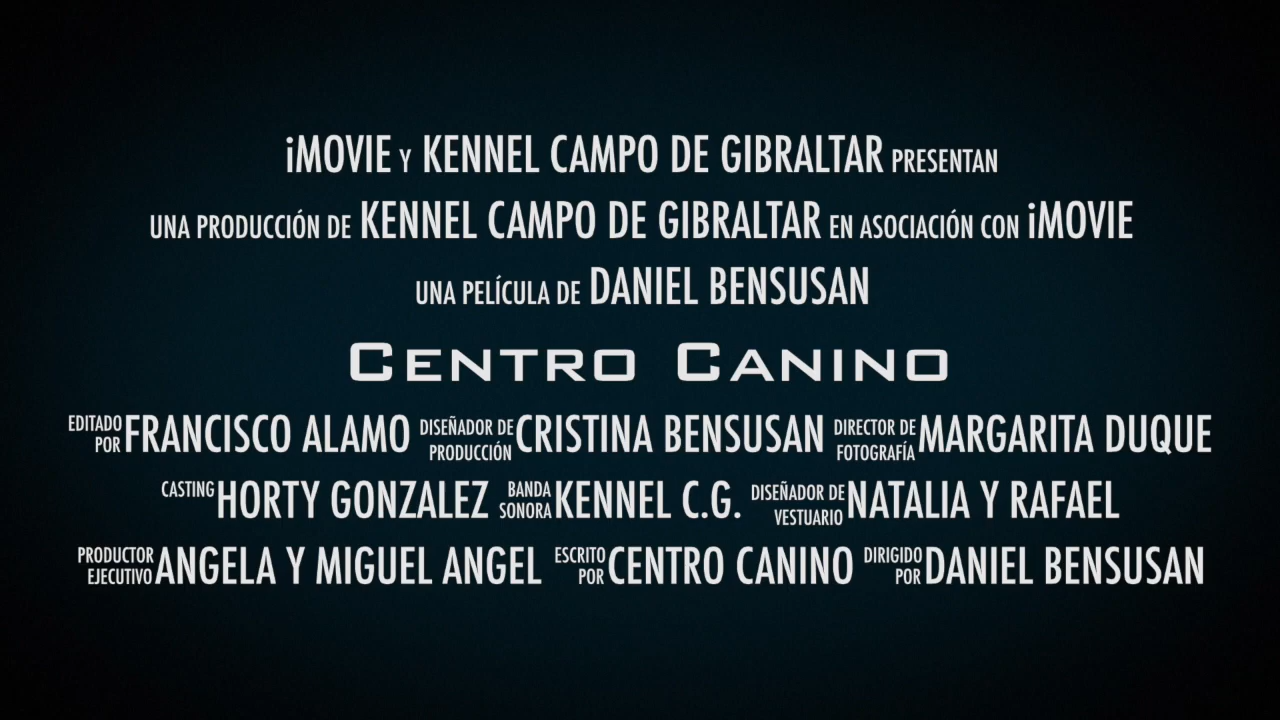 iMOVIE Y KENNEL CAMPO DE GIBRALTAR PRESENTAN
UNA PRODUCCIÓN DE KENNEL CAMPO DE GIBRALTAR EN ASOCIACIÓN CON iMOVIE
UNA PELÍCULA DE DANIEL BENSUSAN
CENTRO CANINO
EDITADO POR FRANCISCO ALAMO DISEÑADOR DE PRODUCCIÓN CRISTINA BENSUSAN DIRECTOR DE FOTOGRAFÍA MARGARITA DUQUE
CASTING HORTY GONZALEZ BANDA SONORA KENNEL C.G. DISEÑADOR DE VESTUARIO NATALIA Y RAFAEL
PRODUCTOR EJECUTIVO ANGELA Y MIGUEL ANGEL ESCRITO POR CENTRO CANINO DIRIGIDO POR DANIEL BENSUSAN